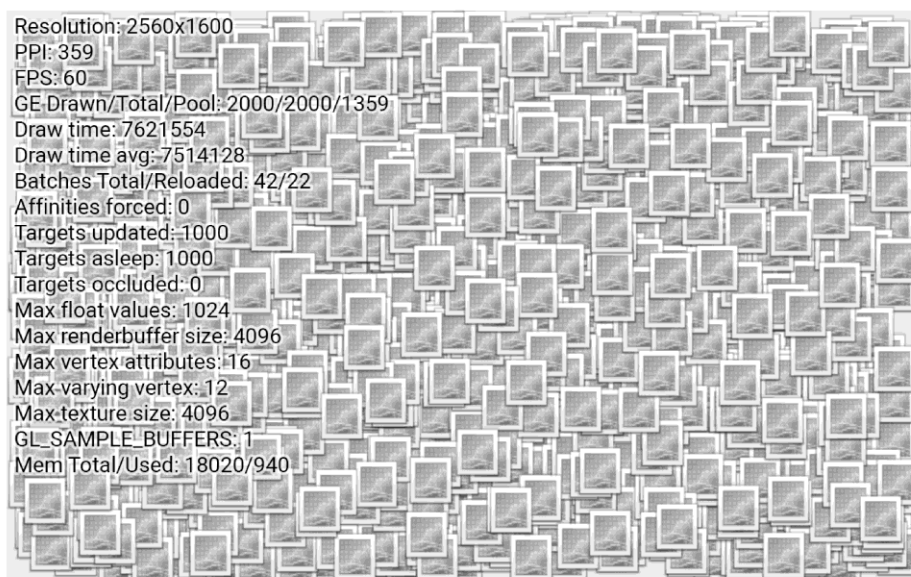 Resolution: 2560x1600
PPI: 359
FPS: 60
GE Drawn/Total/Pool: 2000/2000/1359
Draw time: 7621554
Draw time avg: 7514128
Batches Total/Reloaded: 42/22
Affinities forced: 0
Targets updated: 1000
Targets asleep: 1000
Targets occluded: 0
Max float values: 1024
Max renderbuffer size: 4096
Max vertex attributes: 16
Max varying vertex: 12
Max texture size: 4096
GL_SAMPLE_BUFFERS: 1
Mem Total/Used: 18020/940